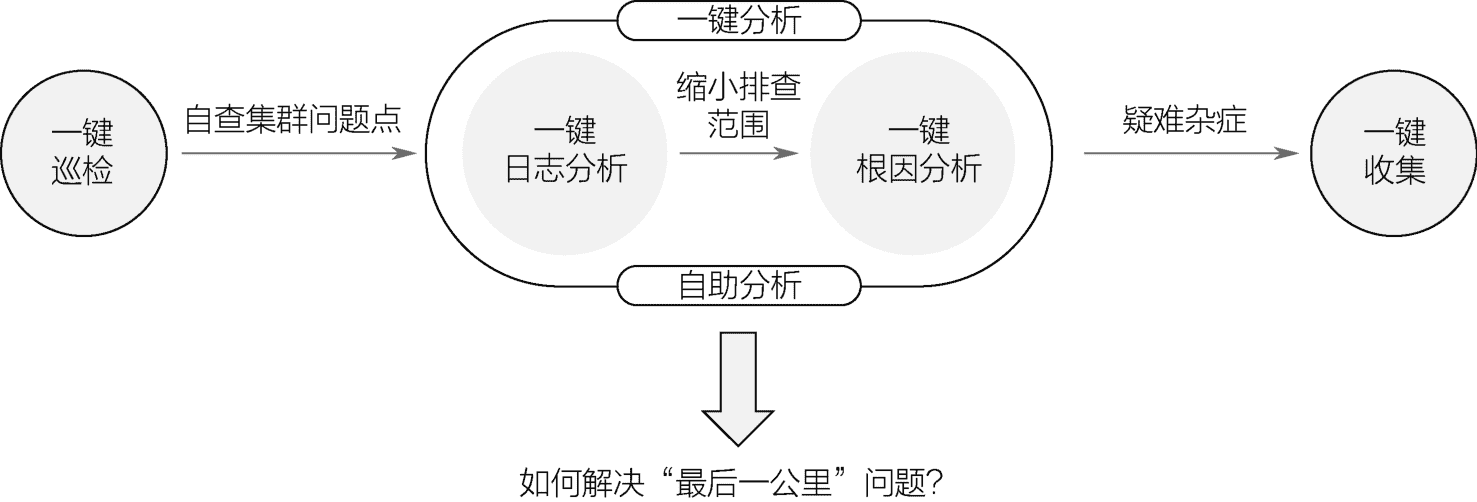 一键分析
一键
巡检
自查集群问题点
一键
日志分析
缩小排查
范围
一键
根因分析
疑难杂症
一键
收集
自助分析
如何解决“最后一公里”问题?